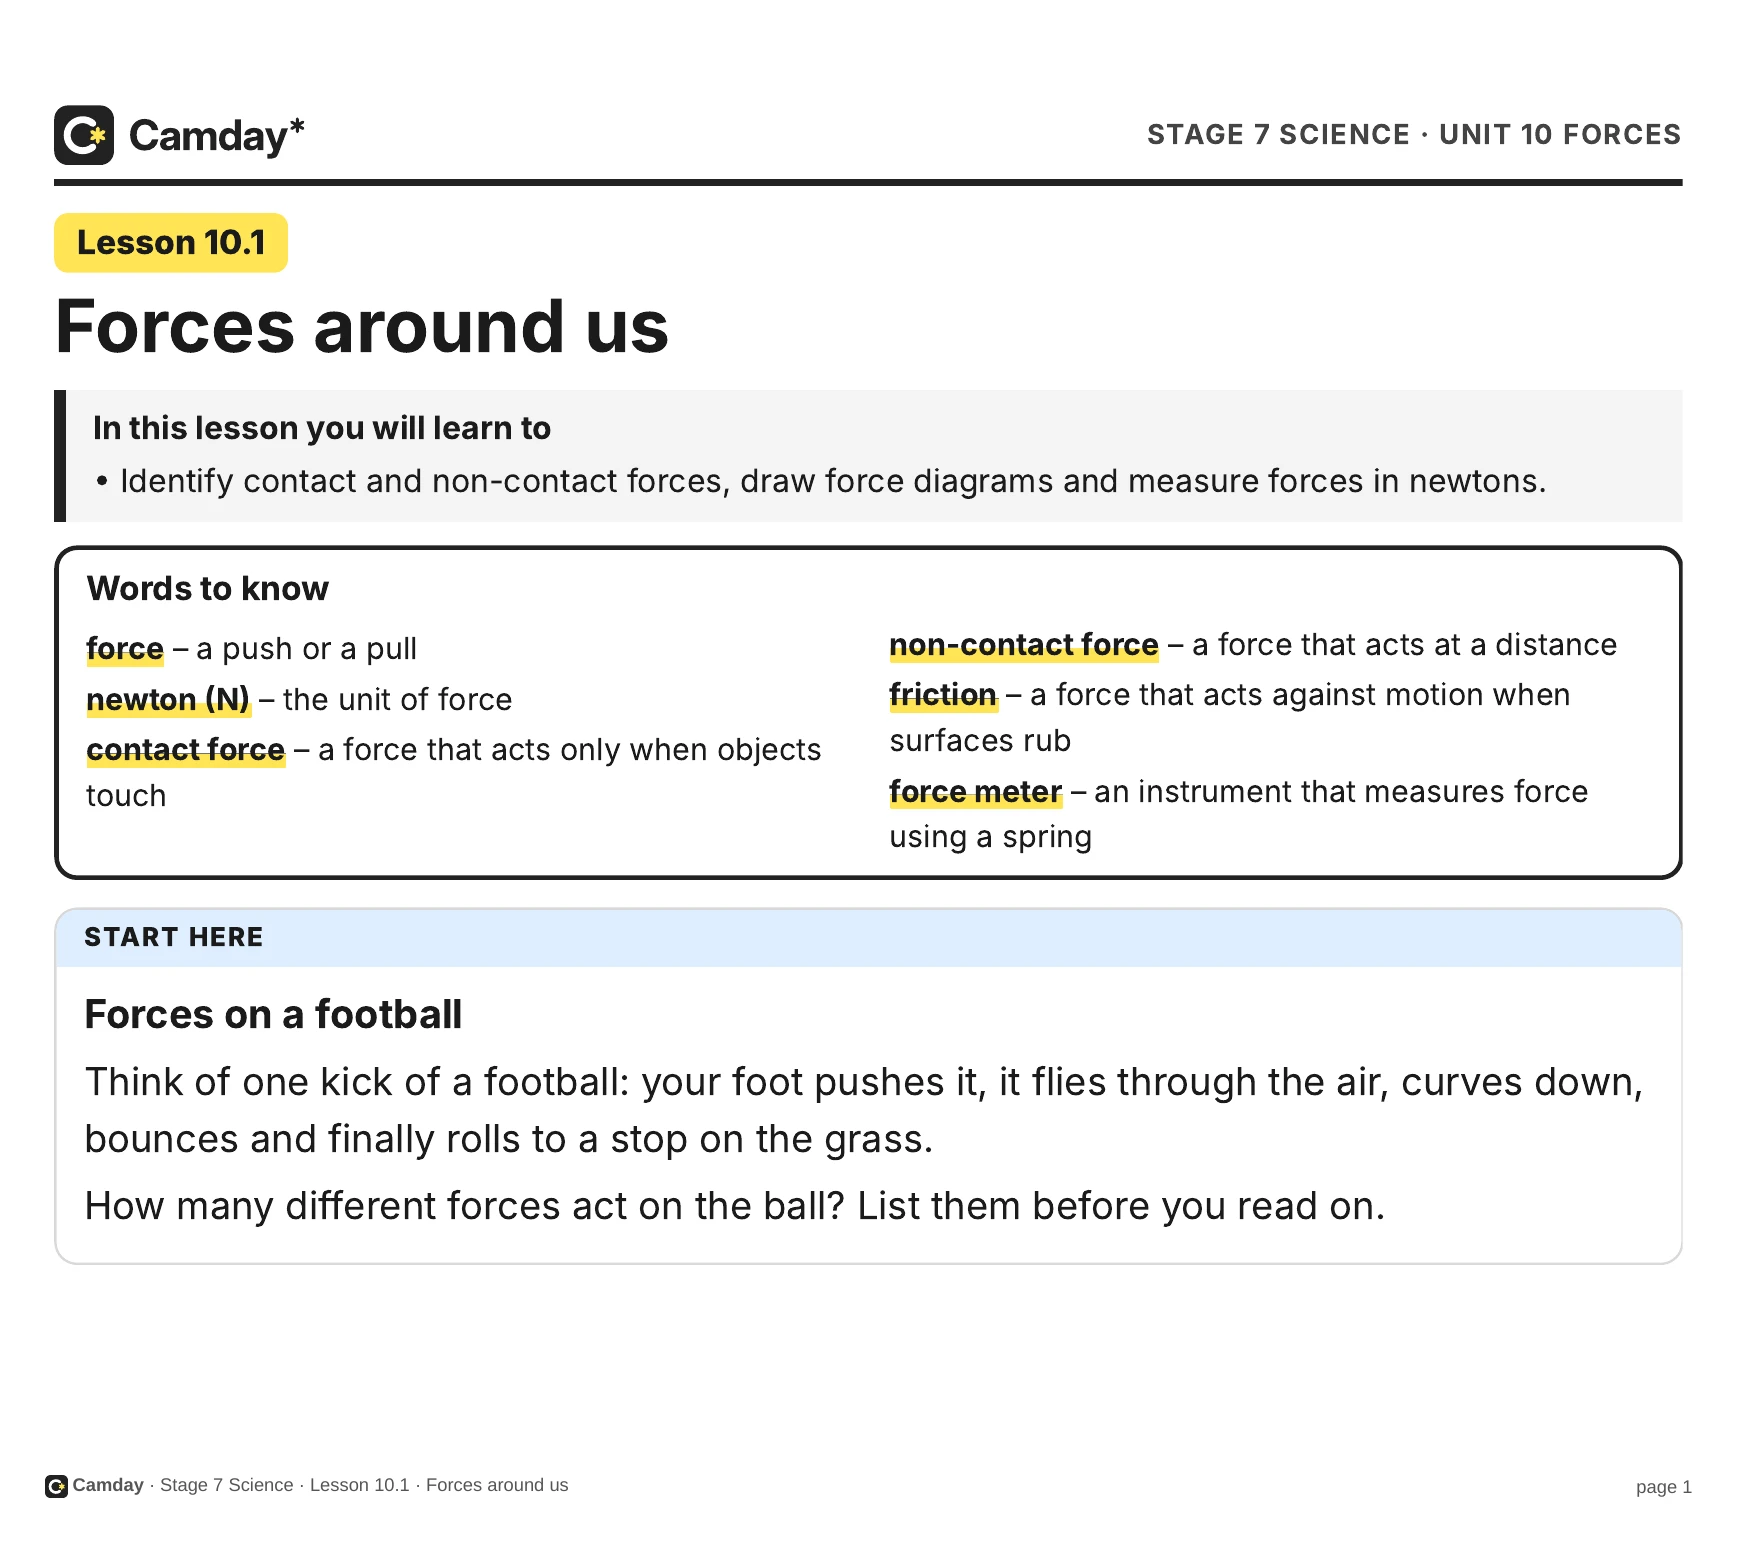 Camday*
STAGE 7 SCIENCE · UNIT 10 FORCES
Lesson 10.1
Forces around us
In this lesson you will learn to
• Identify contact and non-contact forces, draw force diagrams and measure forces in newtons.
Words to know
force – a push or a pull
newton (N) – the unit of force
contact force – a force that acts only when objects
touch
non-contact force – a force that acts at a distance
friction – a force that acts against motion when
surfaces rub
force meter – an instrument that measures force
using a spring
START HERE
Forces on a football
Think of one kick of a football: your foot pushes it, it flies through the air, curves down,
bounces and finally rolls to a stop on the grass.
How many different forces act on the ball? List them before you read on.
Camday · Stage 7 Science · Lesson 10.1 · Forces around us
page 1